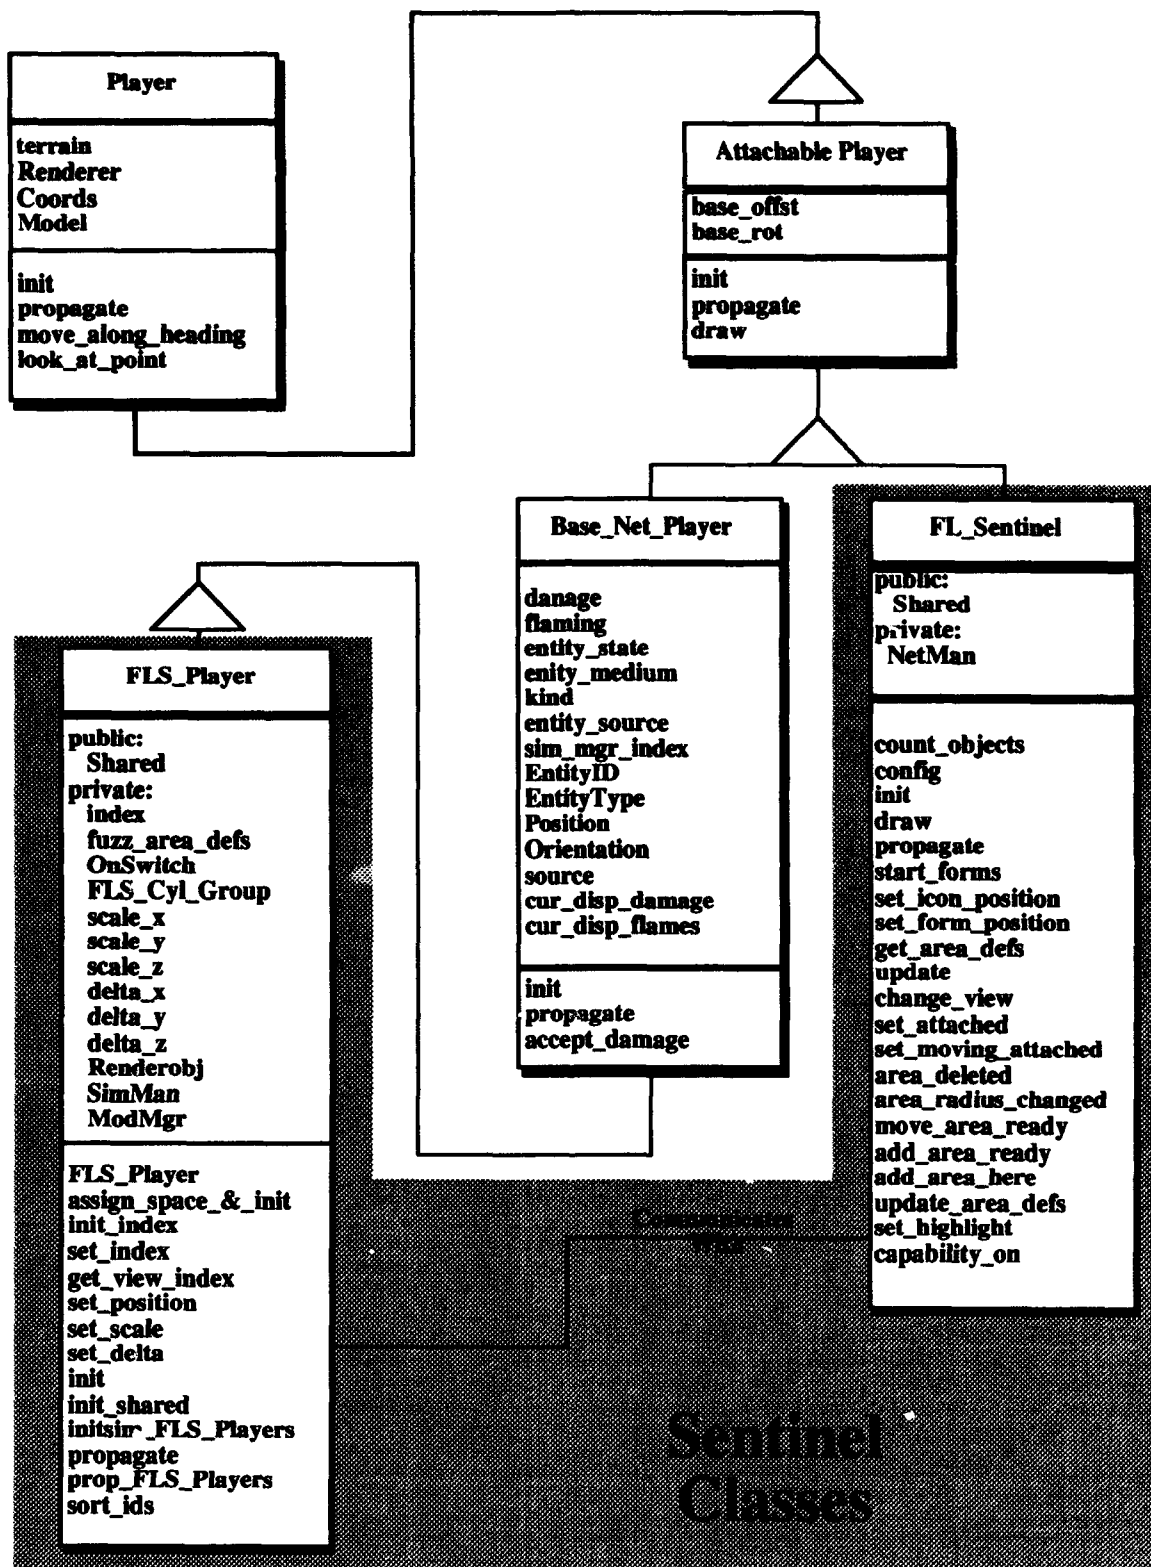 Player
terrain
Renderer
Coords
Model
init
propagate
move_along_heading
look_at_point
Attachable Player
base_offst
base_rot
init
propagate
draw
Base_Net_Player
danage
flaming
entity_state
enity_medium
kind
entity_source
sim_mgr_index
EntityID
EntityType
Position
Orientation
source
cur_disp_damage
cur_disp_flames
init
propagate
accept_damage
FL_Sentinel
public:
Shared
private:
NetMan
count_objects
config
init
draw
propagate
start_forms
set_icon_position
set_form_position
get_area_defs
update
change_view
set_attached
set_moving_attached
area_deleted
area_radius_changed
move_area_ready
add_area_ready
add_area_here
update_area_defs
set_highlight
capability_on
FLS_Player
public:
Shared
private:
index
fuzz_area_defs
OnSwitch
FLS_Cyl_Group
scale_x
scale_y
scale_z
delta_x
delta_y
delta_z
Renderobj
SimMan
ModMgr
FLS_Player
assign_space_&_init
init_index
set_index
get_view_index
set_position
set_scale
set_delta
init
init_shared
propagate
prop_FLS_Players
sort_ids
Communicates
With
Sentinel
Classes